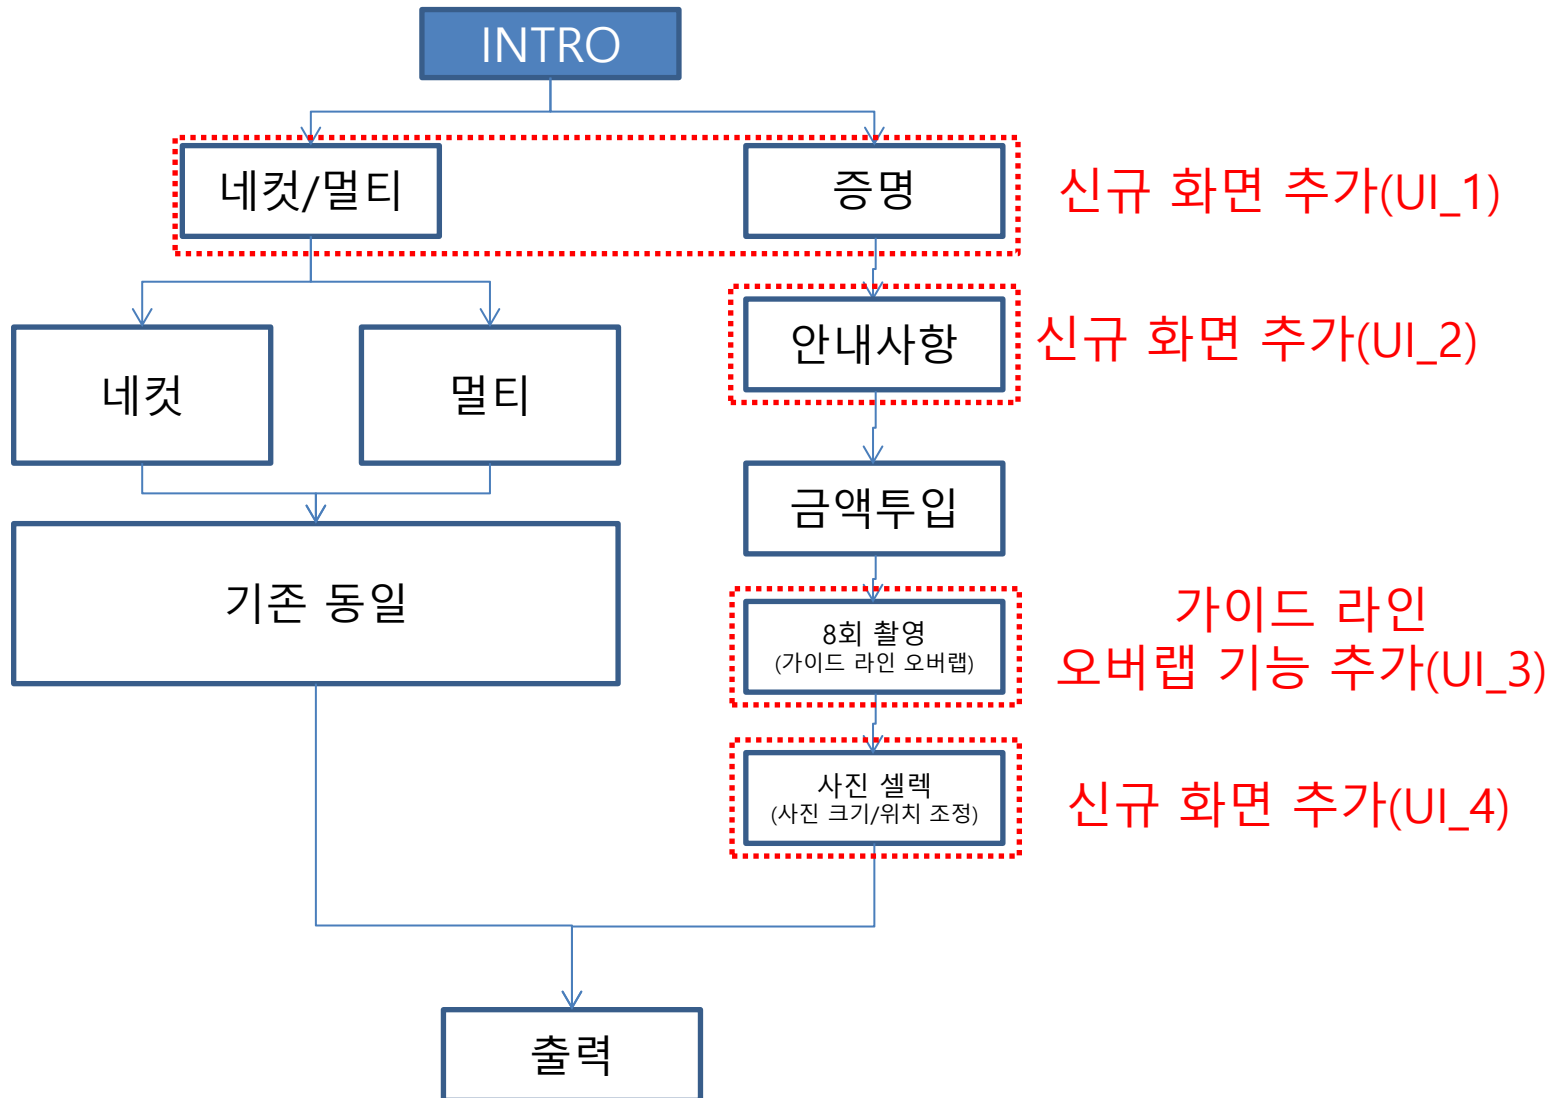 INTRO
네컷/멀티
증명
신규 화면 추가(UI_1)
안내사항
신규 화면 추가(UI_2)
네컷
멀티
금액투입
기존 동일
8회 촬영
(가이드 라인 오버랩)
가이드 라인
오버랩 기능 추가(UI_3)
사진 셀렉
(사진 크기/위치 조정)
신규 화면 추가(UI_4)
출력